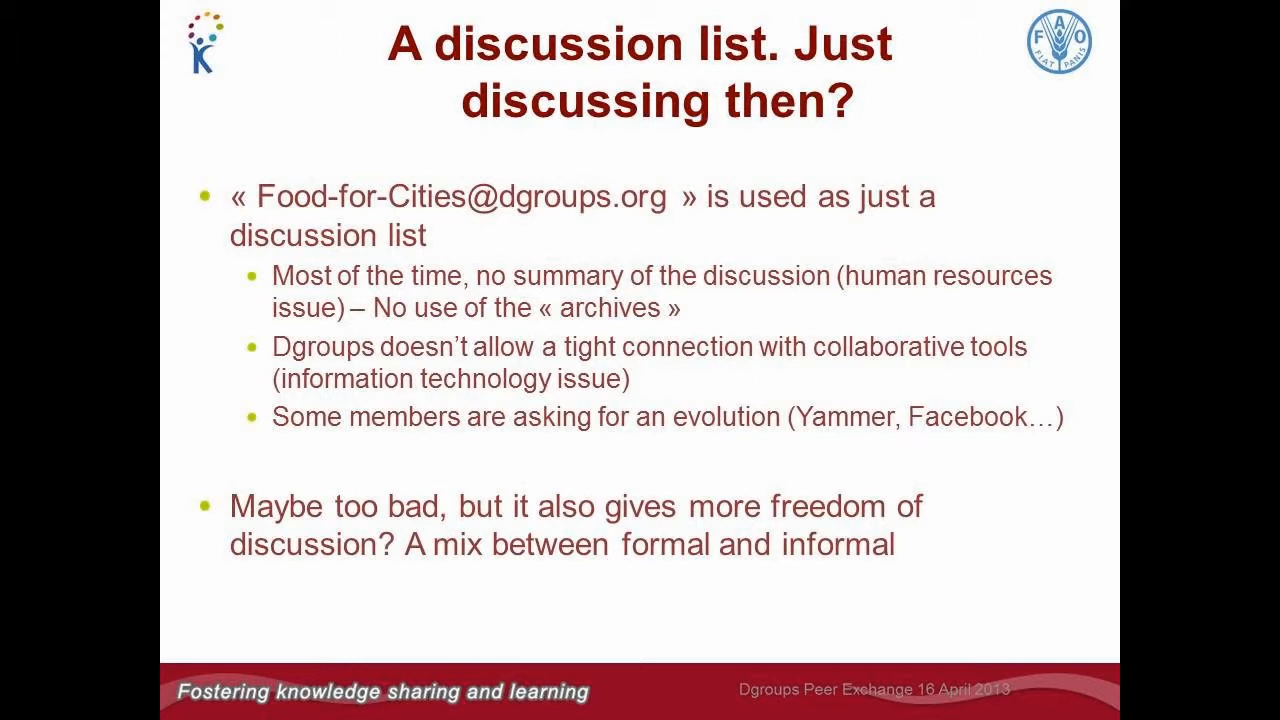 A discussion list. Just
discussing then?
« Food-for-Cities@dgroups.org » is used as just a
discussion list
Most of the time, no summary of the discussion (human resources
issue) – No use of the « archives »
Dgroups doesn’t allow a tight connection with collaborative tools
(information technology issue)
Some members are asking for an evolution (Yammer, Facebook…)
Maybe too bad, but it also gives more freedom of
discussion? A mix between formal and informal
Fostering knowledge sharing and learning
Dgroups Peer Exchange 16 April 2013
K
F A O
FIAT PANIS